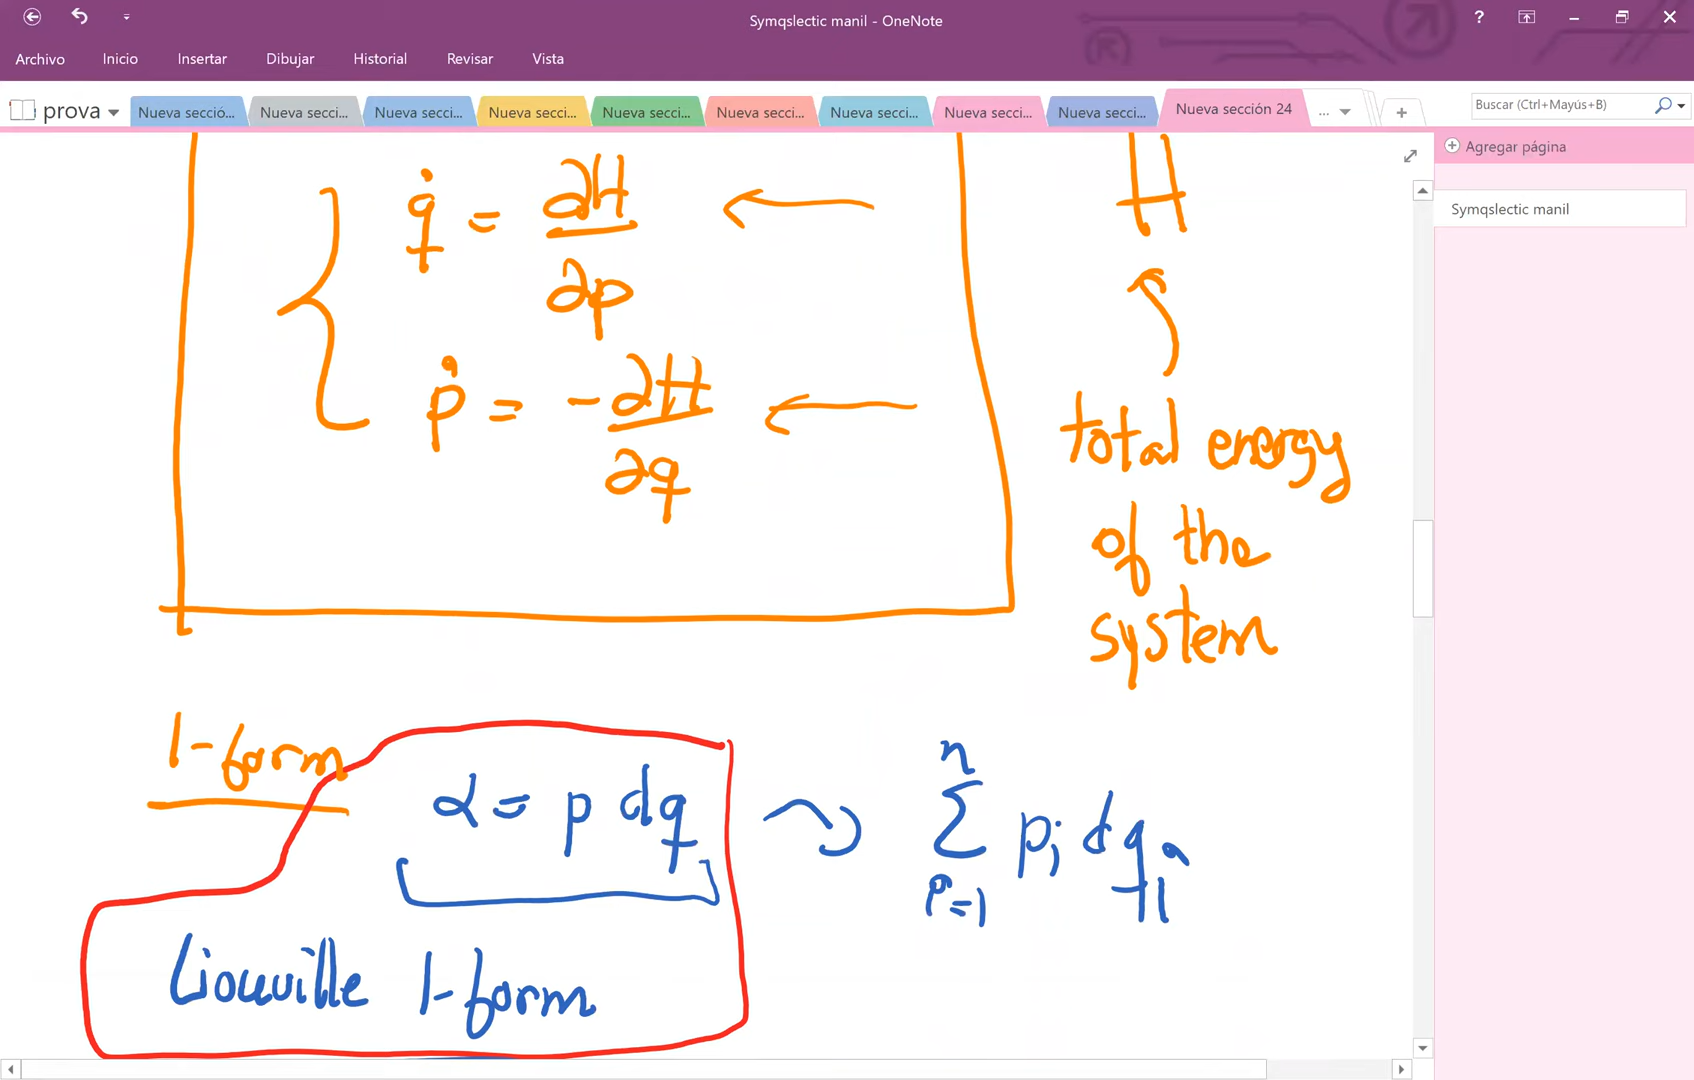 Symqslectic manil - OneNote
?
Archivo Inicio Insertar Dibujar Historial Revisar Vista
prova Nueva secció... Nueva secci... Nueva secci... Nueva secci... Nueva secci... Nueva secci... Nueva secci... Nueva secci... Nueva secci... Nueva sección 24 ... +
Buscar (Ctrl+Mayús+B)
Agregar página
Symqslectic manil
q̇ = ∂H/∂p ←
ṗ = -∂H/∂q ←
H
total energy
of the
system
1-form
α = p dq ⇝ ∑ⁿᵢ₌₁ pᵢ dqᵢ
Liouville 1-form